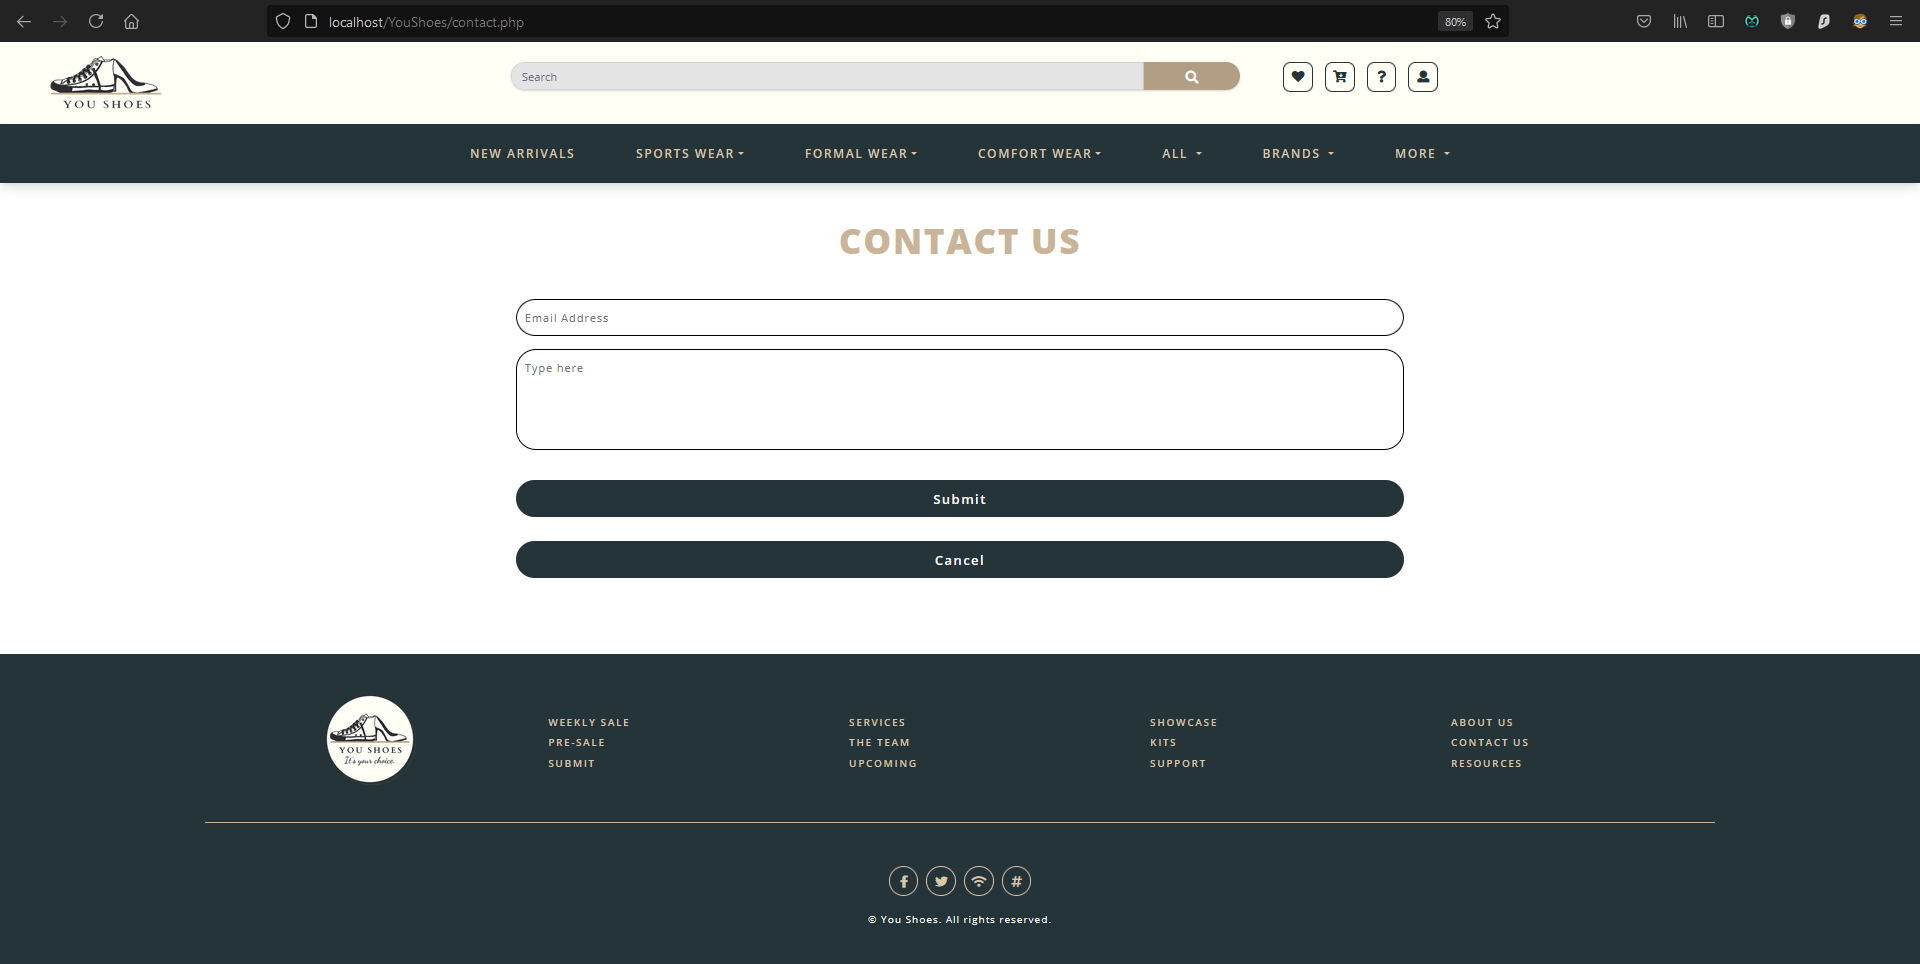 localhost/YouShoes/contact.php
80%
YOU SHOES
Search
?
NEW ARRIVALS
SPORTS WEAR
FORMAL WEAR
COMFORT WEAR
ALL
BRANDS
MORE
CONTACT US
Email Address
Type here
Submit
Cancel
YOU SHOES
It's your choice.
WEEKLY SALE
PRE-SALE
SUBMIT
SERVICES
THE TEAM
UPCOMING
SHOWCASE
KITS
SUPPORT
ABOUT US
CONTACT US
RESOURCES
#
© You Shoes. All rights reserved.